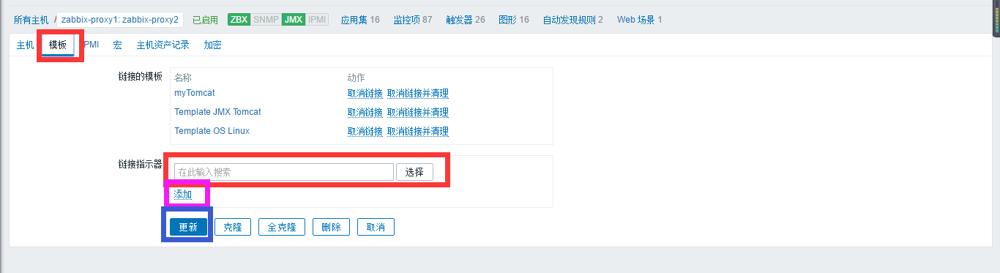 所有主机 / zabbix-proxy1: zabbix-proxy2 已启用 ZBX SNMP JMX IPMI 应用集 16 监控项 87 触发器 26 图形 16 自动发现规则 2 Web 场景 1
主机 模板 PMI 宏 主机资产记录 加密
链接的模板 名称 动作
myTomcat 取消链接 取消链接并清理
Template JMX Tomcat 取消链接 取消链接并清理
Template OS Linux 取消链接 取消链接并清理
链接指示器 在此输入搜索 选择
添加
更新 克隆 全克隆 删除 取消